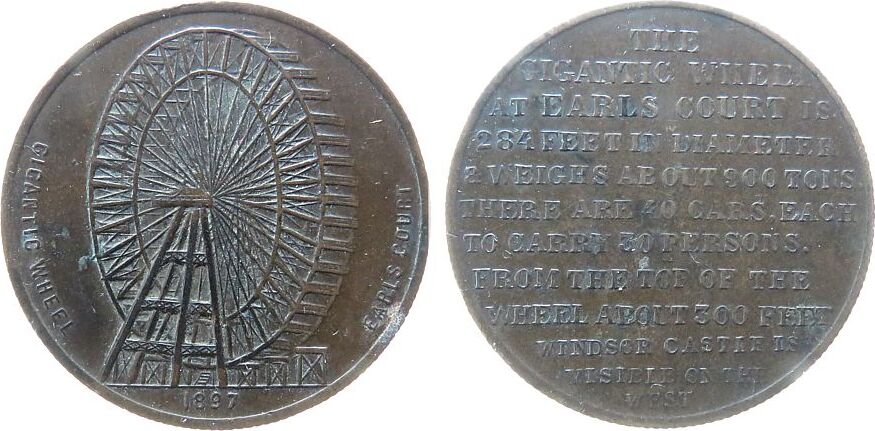 GIGANTIC WHEEL
EARLS COURT
1897
THE
GIGANTIC WHEEL
AT EARLS COURT IS
284 FEET IN DIAMETER
& WEIGHS ABOUT 900 TONS
THERE ARE 40 CARS. EACH
TO CARRY 30 PERSONS.
FROM THE TOP OF THE
WHEEL ABOUT 300 FEET
WINDSOR CASTLE IS
VISIBLE ON THE
WEST